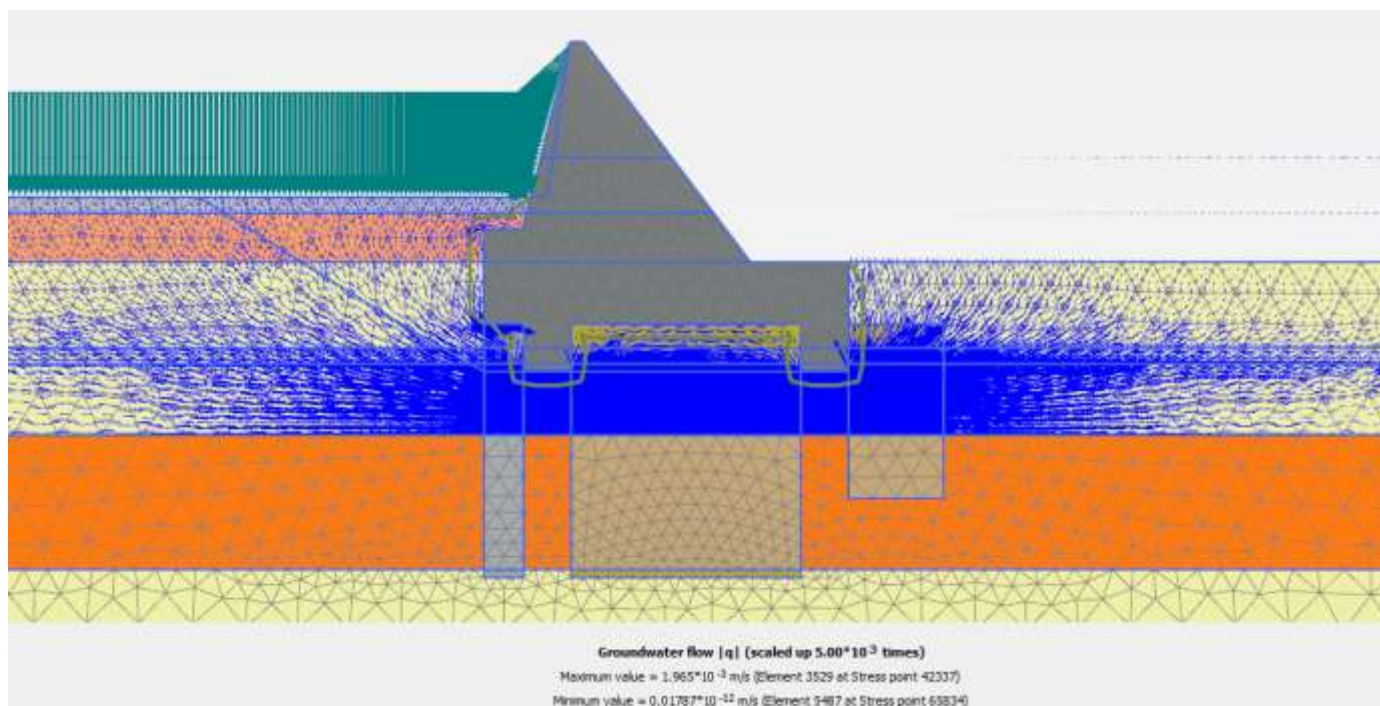 Groundwater flow |q| (scaled up 5.00*10⁻³ times)
Maximum value = 1.965*10⁻³ m/s (Element 3529 at Stress point 42337)
Minimum value = 0.01787*10⁻¹² m/s (Element 5487 at Stress point 65834)